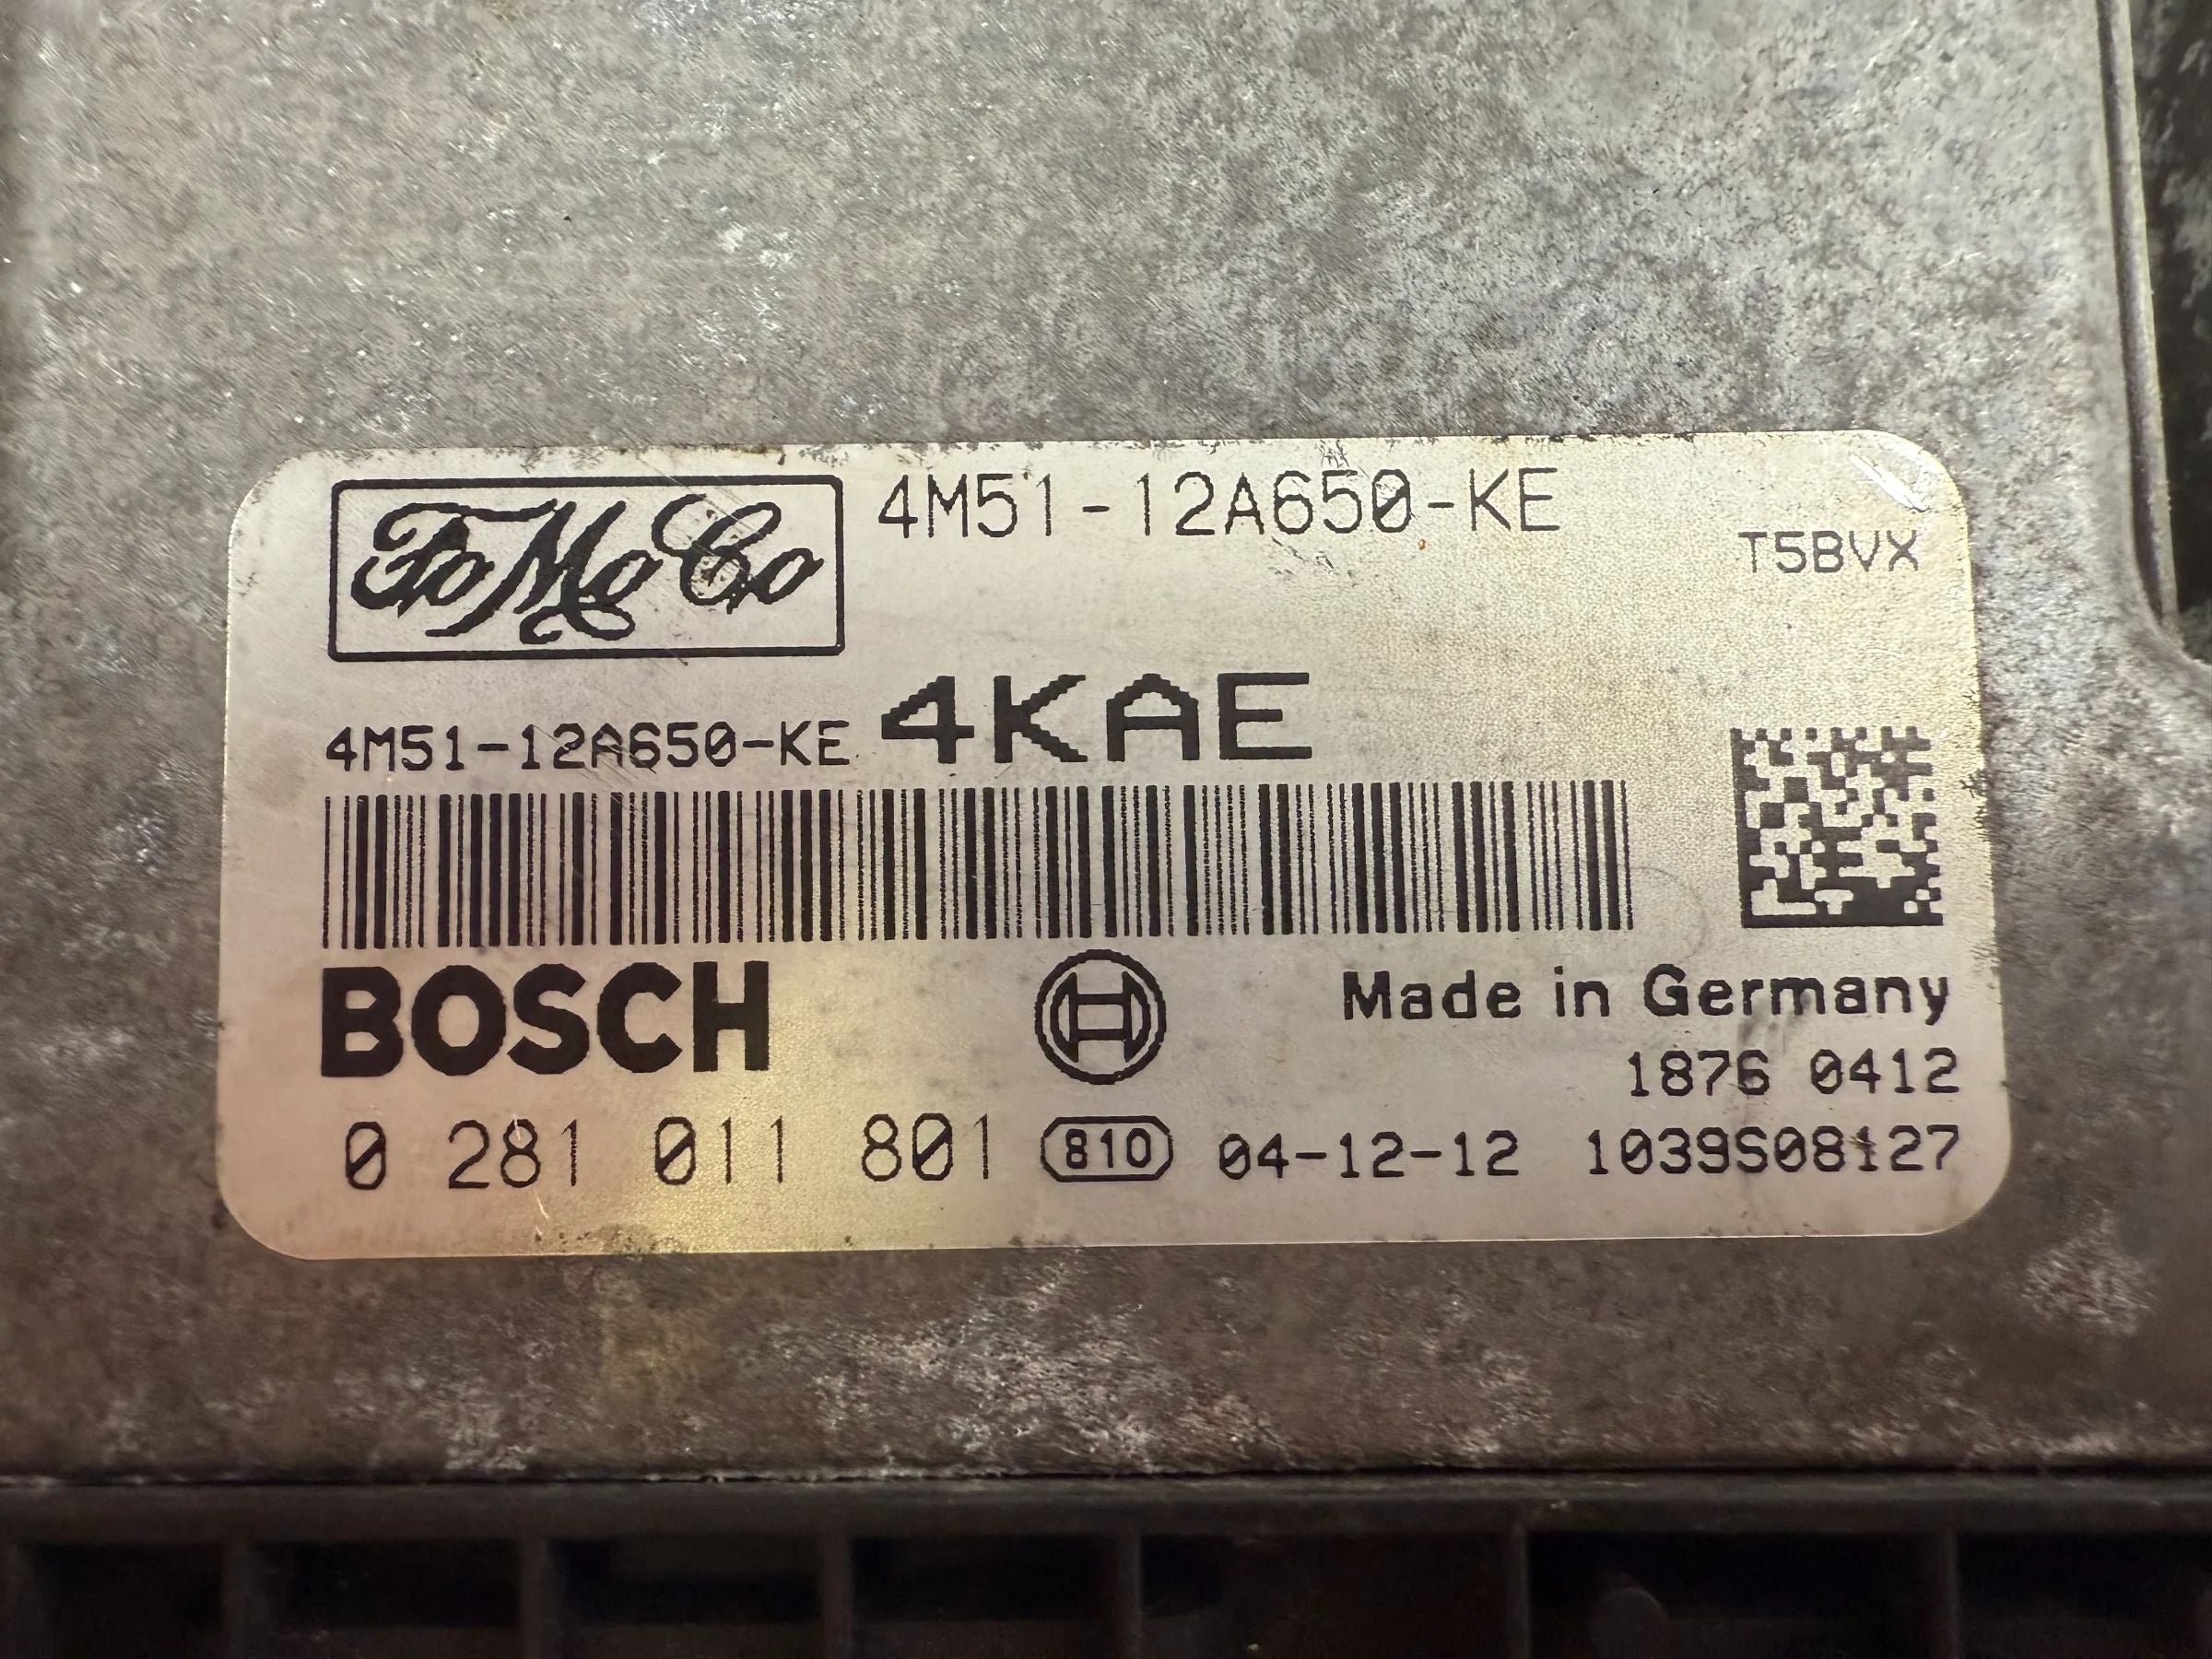 FoMoCo 4M51-12A650-KE
T5BVX
4M51-12A650-KE 4KAE
BOSCH Made in Germany
1876 0412
0 281 011 801 810 04-12-12 1039S08127